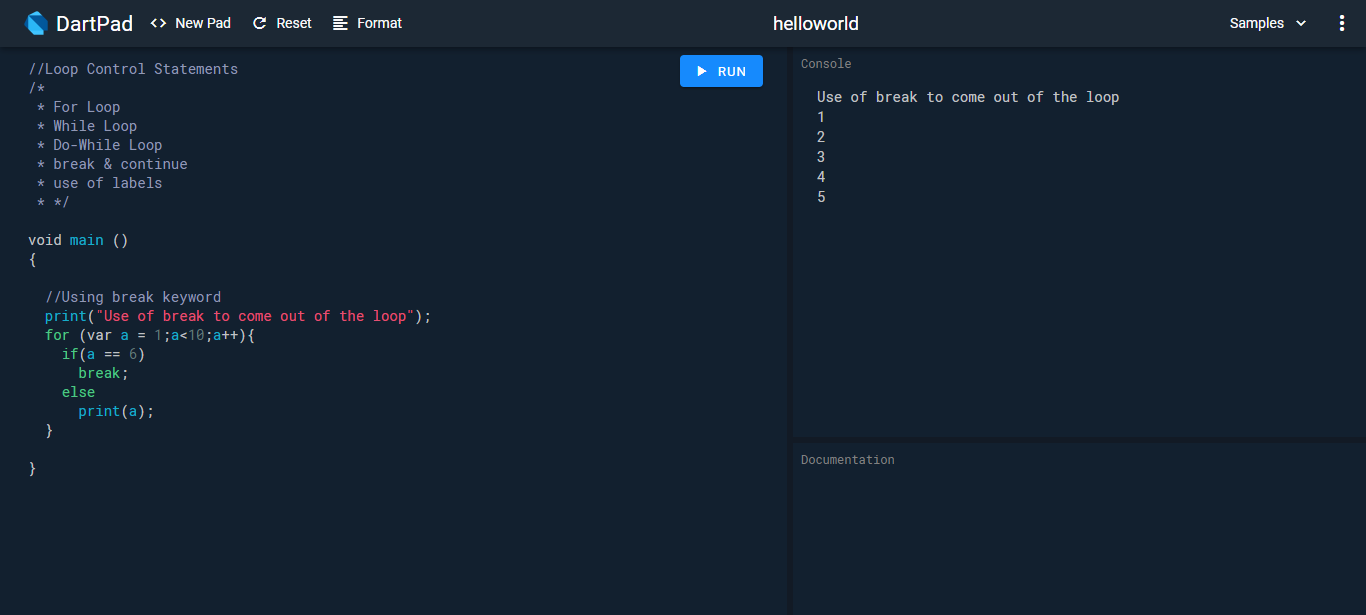 DartPad <> New Pad Reset Format helloworld Samples
//Loop Control Statements
/*
 * For Loop
 * While Loop
 * Do-While Loop
 * break & continue
 * use of labels
 * */
void main ()
{
  //Using break keyword
  print("Use of break to come out of the loop");
  for (var a = 1;a<10;a++){
    if(a == 6)
      break;
    else
      print(a);
  }
}
RUN
Console
Use of break to come out of the loop
1
2
3
4
5
Documentation